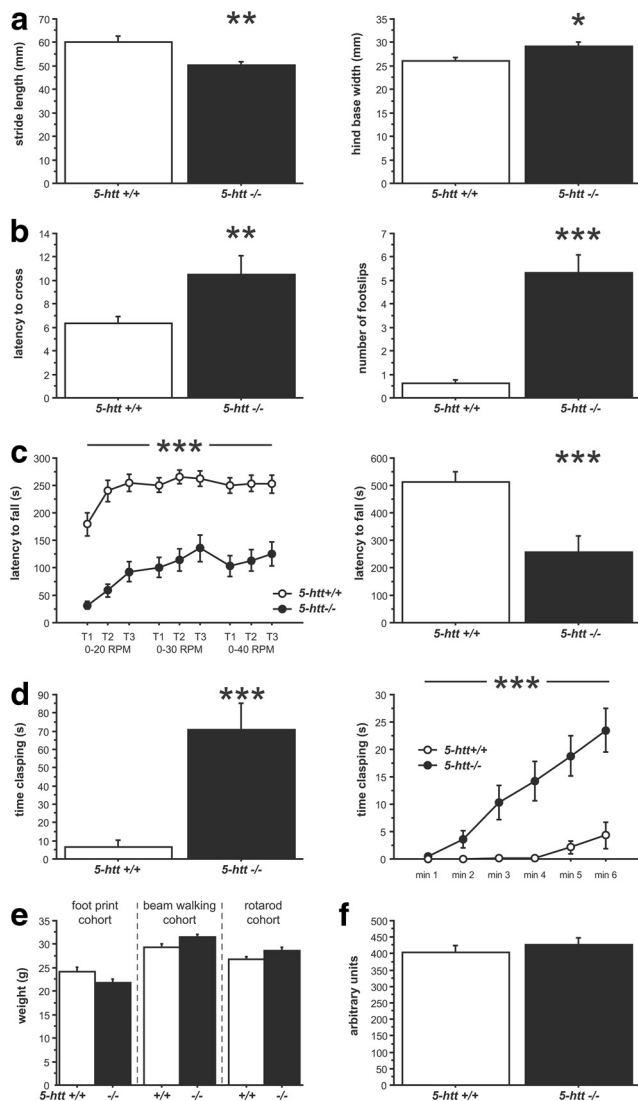 a
**
*
stride length (mm)
70
60
50
40
30
20
10
0
5-htt +/+ 5-htt -/-
hind base width (mm)
35
30
25
20
15
10
5
0
5-htt +/+ 5-htt -/-
b
**
***
latency to cross
14
12
10
8
6
4
2
0
5-htt +/+ 5-htt -/-
number of footslips
7
6
5
4
3
2
1
0
5-htt +/+ 5-htt -/-
c
***
***
latency to fall (s)
300
250
200
150
100
50
0
5-htt+/+
5-htt-/-
T1 T2 T3 T1 T2 T3 T1 T2 T3
0-20 RPM 0-30 RPM 0-40 RPM
latency to fall (s)
700
600
500
400
300
200
100
0
5-htt +/+ 5-htt -/-
d
***
***
time clasping (s)
90
80
70
60
50
40
30
20
10
0
5-htt +/+ 5-htt -/-
time clasping (s)
30
25
20
15
10
5
0
5-htt+/+
5-htt-/-
min 1 min 2 min 3 min 4 min 5 min 6
e
foot print cohort
beam walking cohort
rotarod cohort
weight (g)
35
30
25
20
15
10
5
0
5-htt +/+ -/- +/+ -/- +/+ -/-
f
arbitrary units
500
450
400
350
300
250
200
150
100
50
0
5-htt +/+ 5-htt -/-